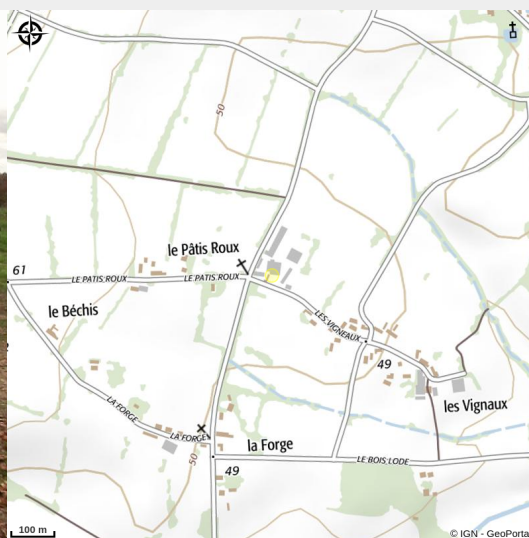 50
le Pâtis Roux
61
LE PATIS ROUX
LE PATIS ROUX
le Béchis
LES VIGNEAUX
49
les Vignaux
LA FORGE
LA FORGE
la Forge
50
49
LE BOIS LODE
100 m
© IGN - GeoPorta